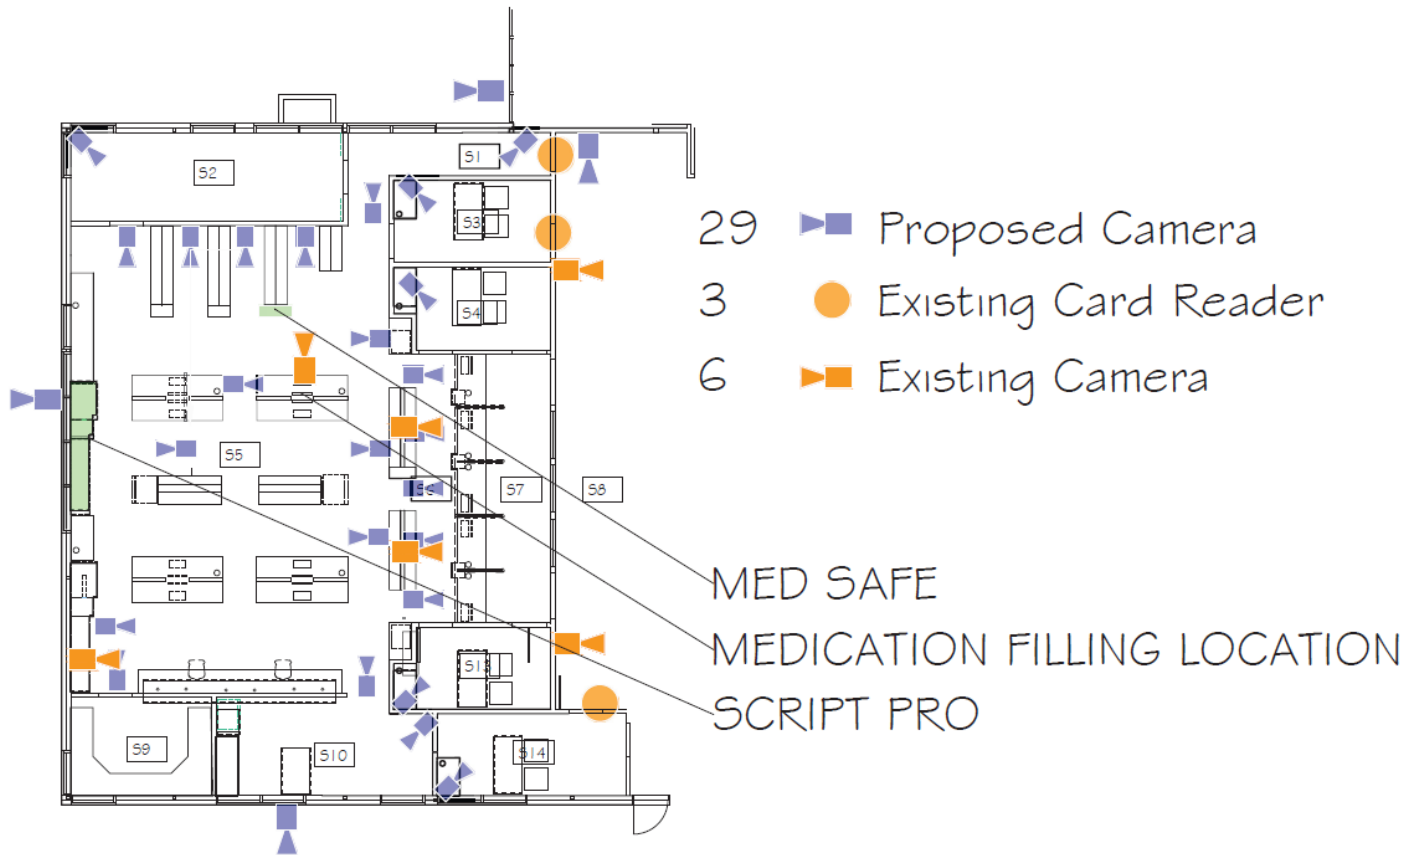 S1
S2
S3
29 Proposed Camera
3 Existing Card Reader
S4
6 Existing Camera
S5
S7
S8
MED SAFE
MEDICATION FILLING LOCATION
S13
SCRIPT PRO
S9
S10
S14